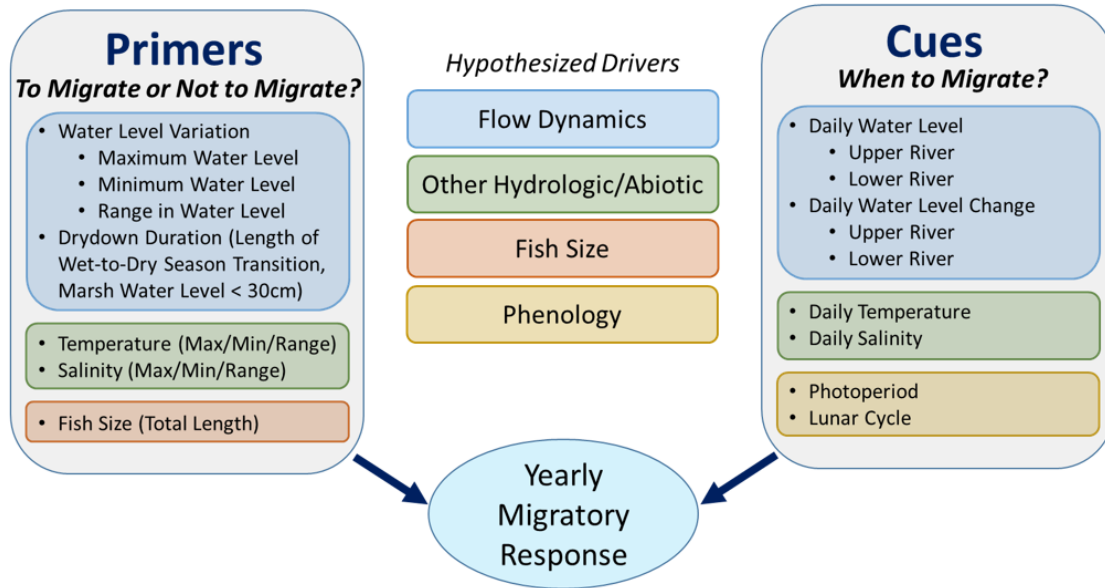 Primers
To Migrate or Not to Migrate?
• Water Level Variation
• Maximum Water Level
• Minimum Water Level
• Range in Water Level
• Drydown Duration (Length of
Wet-to-Dry Season Transition,
Marsh Water Level < 30cm)
• Temperature (Max/Min/Range)
• Salinity (Max/Min/Range)
• Fish Size (Total Length)
Hypothesized Drivers
Flow Dynamics
Other Hydrologic/Abiotic
Fish Size
Phenology
Cues
When to Migrate?
• Daily Water Level
• Upper River
• Lower River
• Daily Water Level Change
• Upper River
• Lower River
• Daily Temperature
• Daily Salinity
• Photoperiod
• Lunar Cycle
Yearly
Migratory
Response